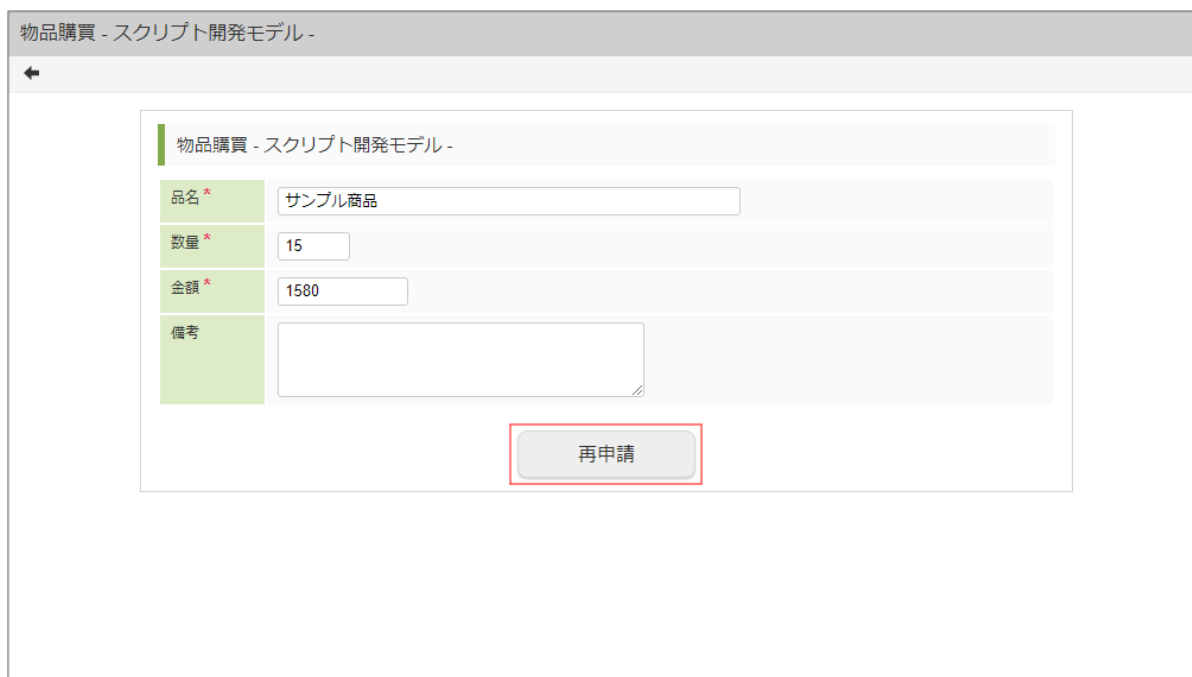 物品購買 - スクリプト開発モデル -
物品購買 - スクリプト開発モデル -
品名 * サンプル商品
数量 * 15
金額 * 1580
備考
再申請